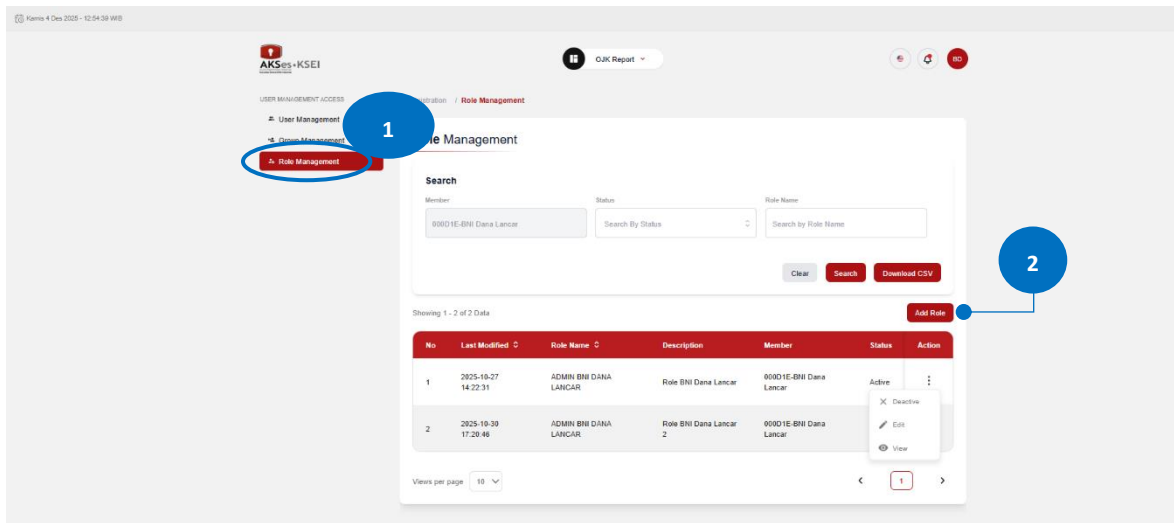 Kamis 4 Des 2025 - 12:54:39 WIB
AKSes•KSEI
OJK Report
BD
USER MANAGEMENT ACCESS
User Management
Group Management
Role Management
1
/ Role Management
Management
Search
Member
Status
Role Name
000D1E-BNI Dana Lancar
Search By Status
Search by Role Name
Clear
Search
Download CSV
2
Showing 1 - 2 of 2 Data
Add Role
No Last Modified Role Name Description Member Status Action
1 2025-10-27 14:22:31 ADMIN BNI DANA LANCAR Role BNI Dana Lancar 000D1E-BNI Dana Lancar Active
Deactive
Edit
View
2 2025-10-30 17:20:46 ADMIN BNI DANA LANCAR Role BNI Dana Lancar 2 000D1E-BNI Dana Lancar
Views per page 10
1